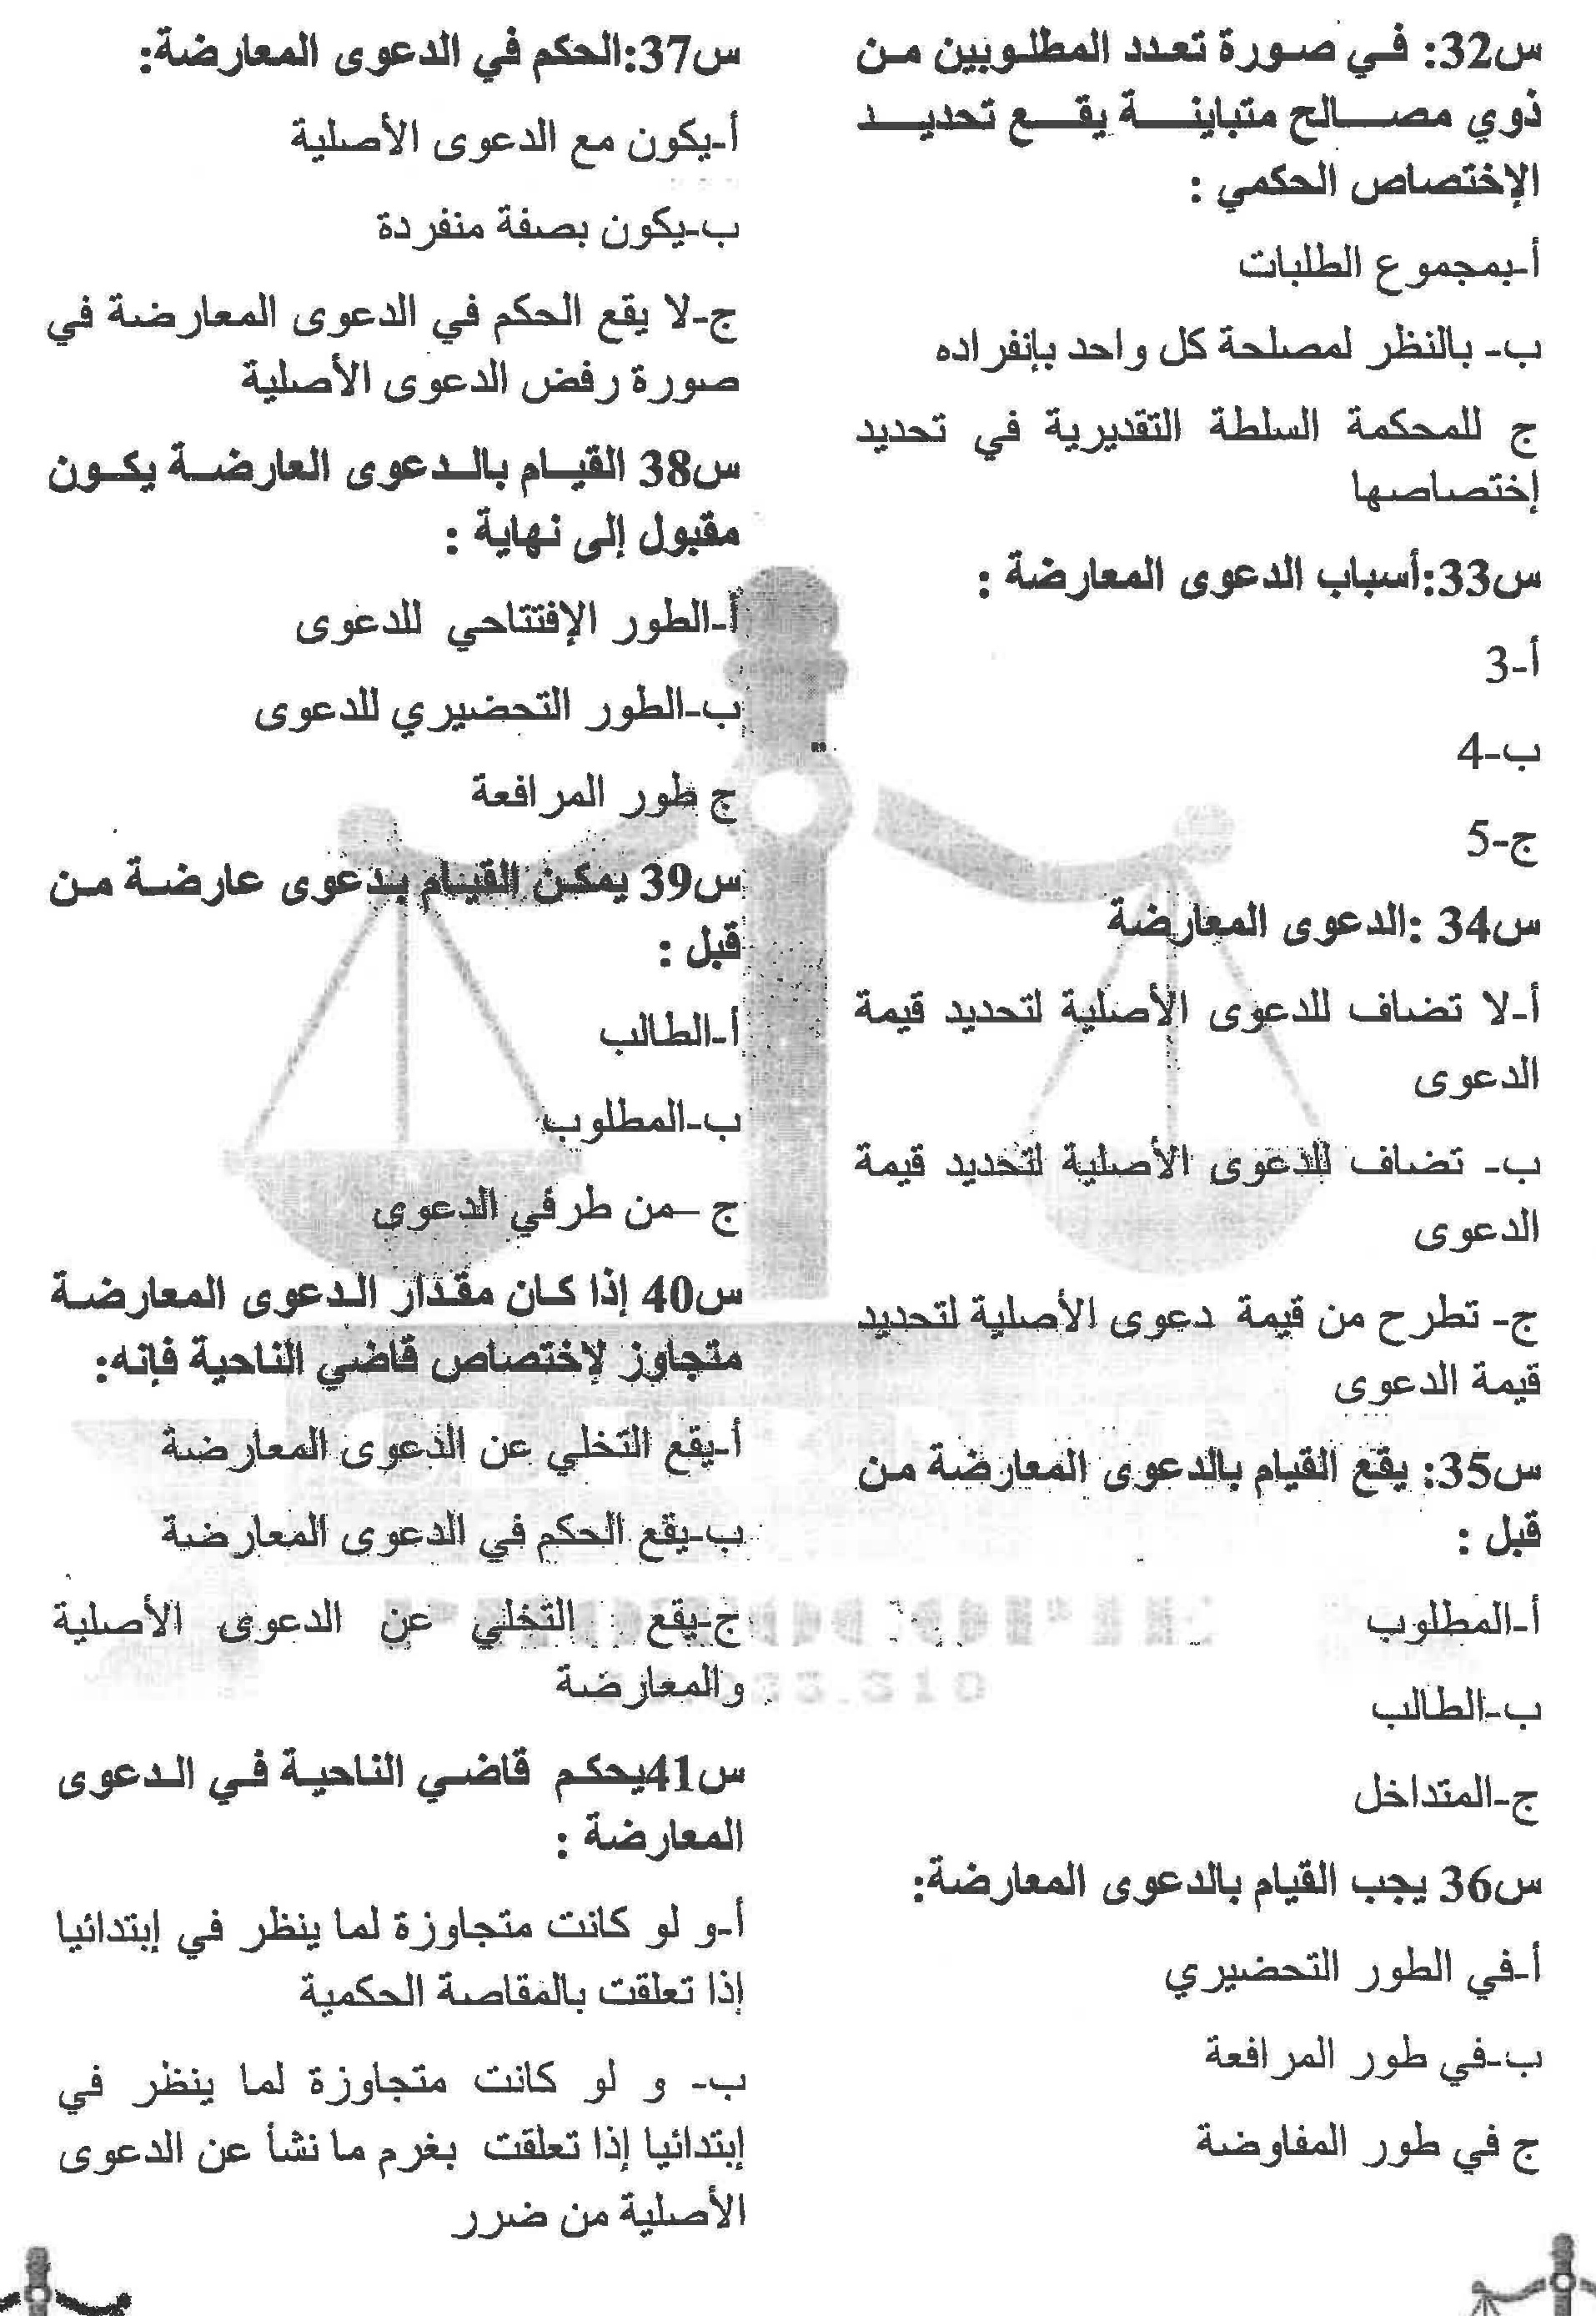 س32: في صورة تعدد المطلوبين من
ذوي مصالح متباينة يقع تحديد
الإختصاص الحكمي :
أ-بمجموع الطلبات
ب- بالنظر لمصلحة كل واحد بإنفراده
ج للمحكمة السلطة التقديرية في تحديد
إختصاصها
س33:أسباب الدعوى المعارضة :
أ-3
ب-4
ج-5
س34 :الدعوى المعارضة:
أ-لا تضاف للدعوى الأصلية لتحديد قيمة
الدعوى
ب- تضاف للدعوى الأصلية لتحديد قيمة
الدعوى
ج- تطرح من قيمة دعوى الأصلية لتحديد
قيمة الدعوى
س35: يقع القيام بالدعوى المعارضة من
قبل :
أ-المطلوب
ب-الطالب
ج-المتداخل
س36 يجب القيام بالدعوى المعارضة:
أ-في الطور التحضيري
ب-في طور المرافعة
ج في طور المفاوضة
س37:الحكم في الدعوى المعارضة:
أ-يكون مع الدعوى الأصلية
ب-يكون بصفة منفردة
ج-لا يقع الحكم في الدعوى المعارضة في
صورة رفض الدعوى الأصلية
س38 القيام بالدعوى العارضة يكون
مقبول إلى نهاية :
أ-الطور الإفتتاحي للدعوى
ب-الطور التحضيري للدعوى
ج طور المرافعة
س39 يمكن القيام بدعوى عارضة من
قبل :
أ-الطالب
ب-المطلوب
ج –من طرفي الدعوى
س40 إذا كان مقدار الدعوى المعارضة
متجاوز لإختصاص قاضي الناحية فإنه:
أ-يقع التخلي عن الدعوى المعارضة
ب-يقع الحكم في الدعوى المعارضة
ج-يقع التخلي عن الدعوى الأصلية
والمعارضة
س41يحكم قاضي الناحية في الدعوى
المعارضة :
أ-و لو كانت متجاوزة لما ينظر في إبتدائيا
إذا تعلقت بالمقاصة الحكمية
ب- و لو كانت متجاوزة لما ينظر في
إبتدائيا إذا تعلقت بغرم ما نشأ عن الدعوى
الأصلية من ضرر